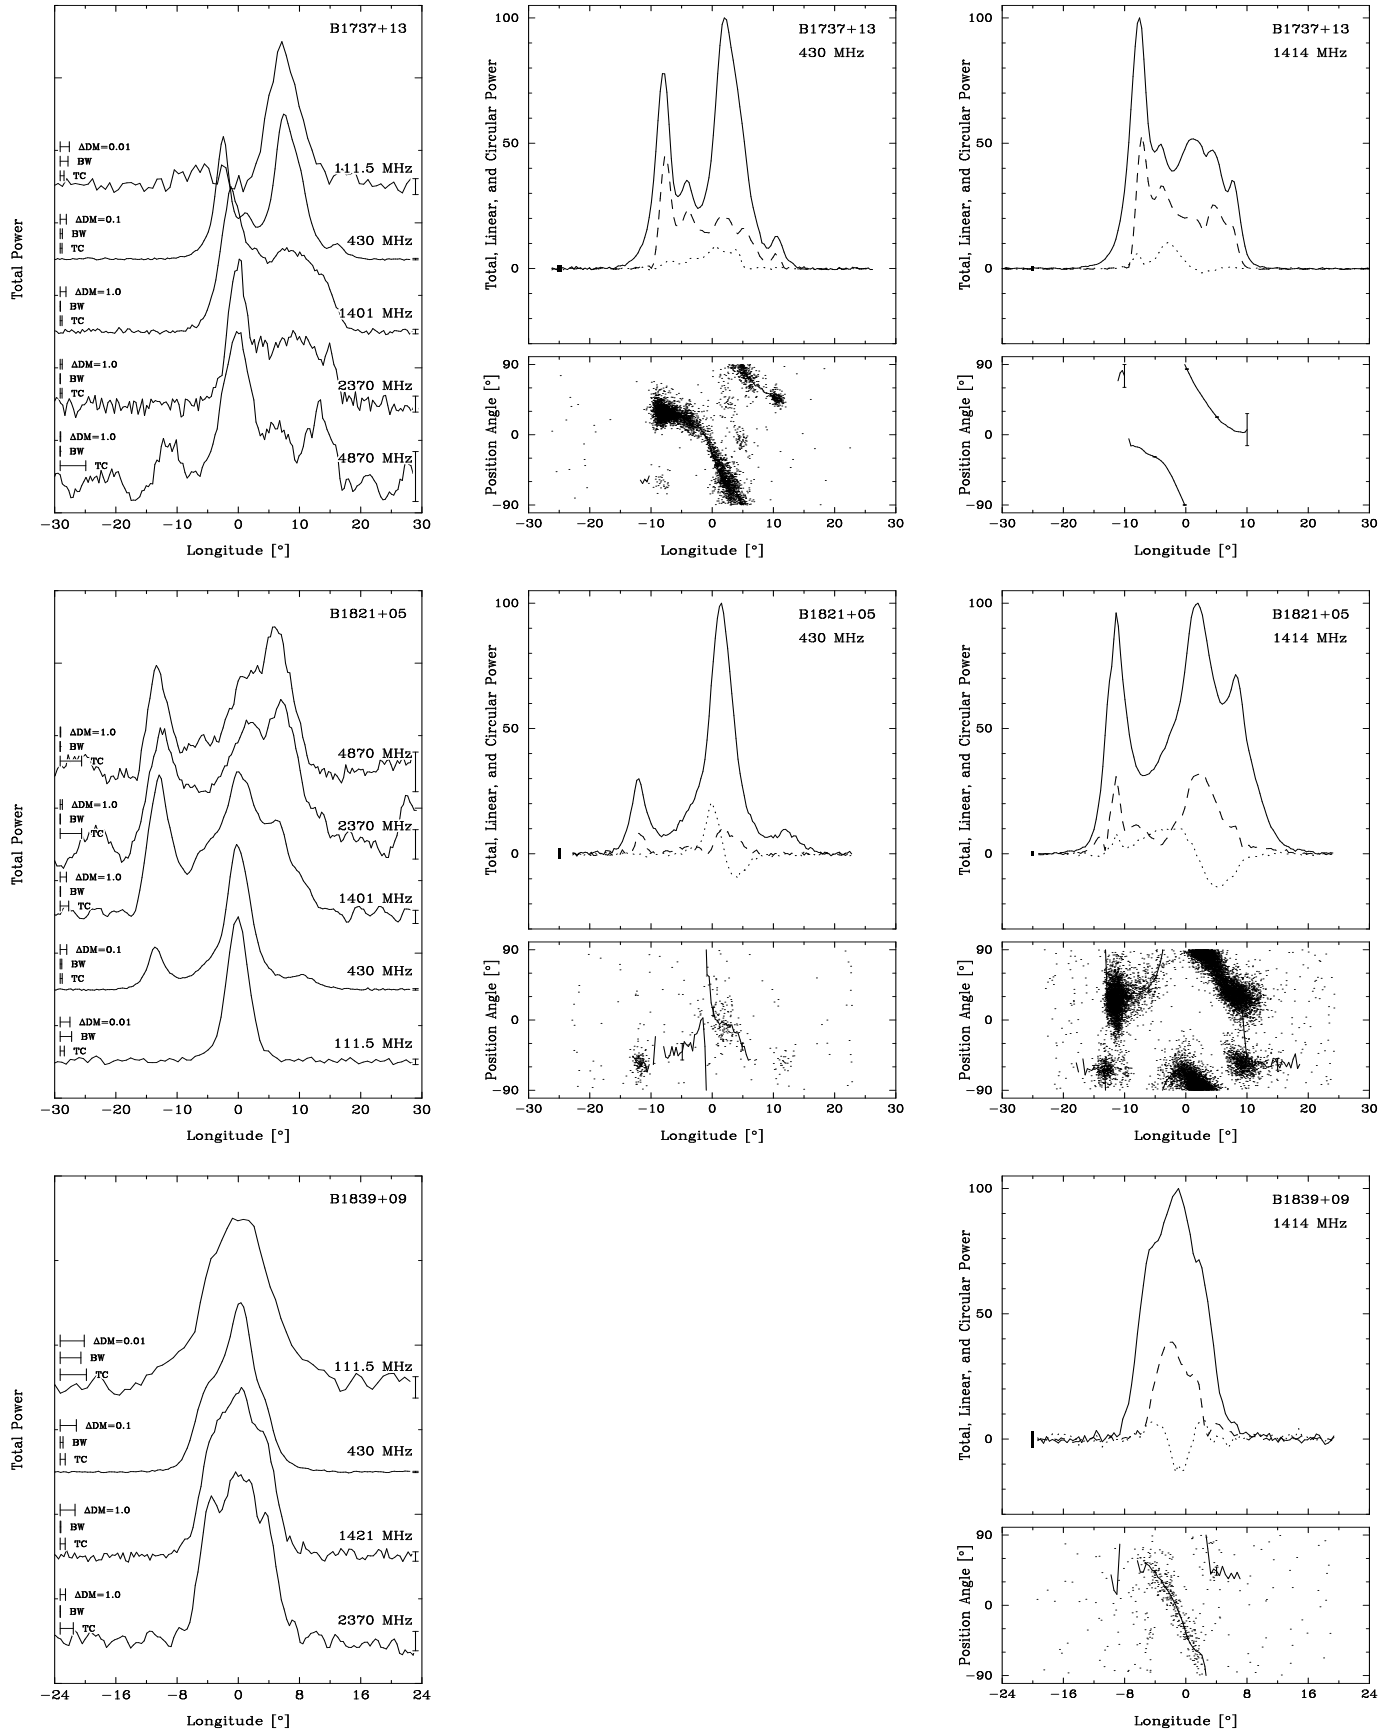 B1737+13
ΔDM=0.01
BW
TC
111.5 MHz
ΔDM=0.1
BW
TC
430 MHz
ΔDM=1.0
BW
TC
1401 MHz
ΔDM=1.0
BW
TC
2370 MHz
ΔDM=1.0
BW
TC
4870 MHz
Total Power
−30 −20 −10 0 10 20 30
Longitude [°]
B1737+13
430 MHz
100
50
0
Total, Linear, and Circular Power
90
0
−90
Position Angle [°]
−30 −20 −10 0 10 20 30
Longitude [°]
B1737+13
1414 MHz
100
50
0
Total, Linear, and Circular Power
90
0
−90
Position Angle [°]
−30 −20 −10 0 10 20 30
Longitude [°]
B1821+05
ΔDM=1.0
BW
TC
4870 MHz
ΔDM=1.0
BW
TC
2370 MHz
ΔDM=1.0
BW
TC
1401 MHz
ΔDM=0.1
BW
TC
430 MHz
ΔDM=0.01
BW
TC
111.5 MHz
Total Power
−30 −20 −10 0 10 20 30
Longitude [°]
B1821+05
430 MHz
100
50
0
Total, Linear, and Circular Power
90
0
−90
Position Angle [°]
−30 −20 −10 0 10 20 30
Longitude [°]
B1821+05
1414 MHz
100
50
0
Total, Linear, and Circular Power
90
0
−90
Position Angle [°]
−30 −20 −10 0 10 20 30
Longitude [°]
B1839+09
ΔDM=0.01
BW
TC
111.5 MHz
ΔDM=0.1
BW
TC
430 MHz
ΔDM=1.0
BW
TC
1421 MHz
ΔDM=1.0
BW
TC
2370 MHz
Total Power
−24 −16 −8 0 8 16 24
Longitude [°]
B1839+09
1414 MHz
100
50
0
Total, Linear, and Circular Power
90
0
−90
Position Angle [°]
−24 −16 −8 0 8 16 24
Longitude [°]